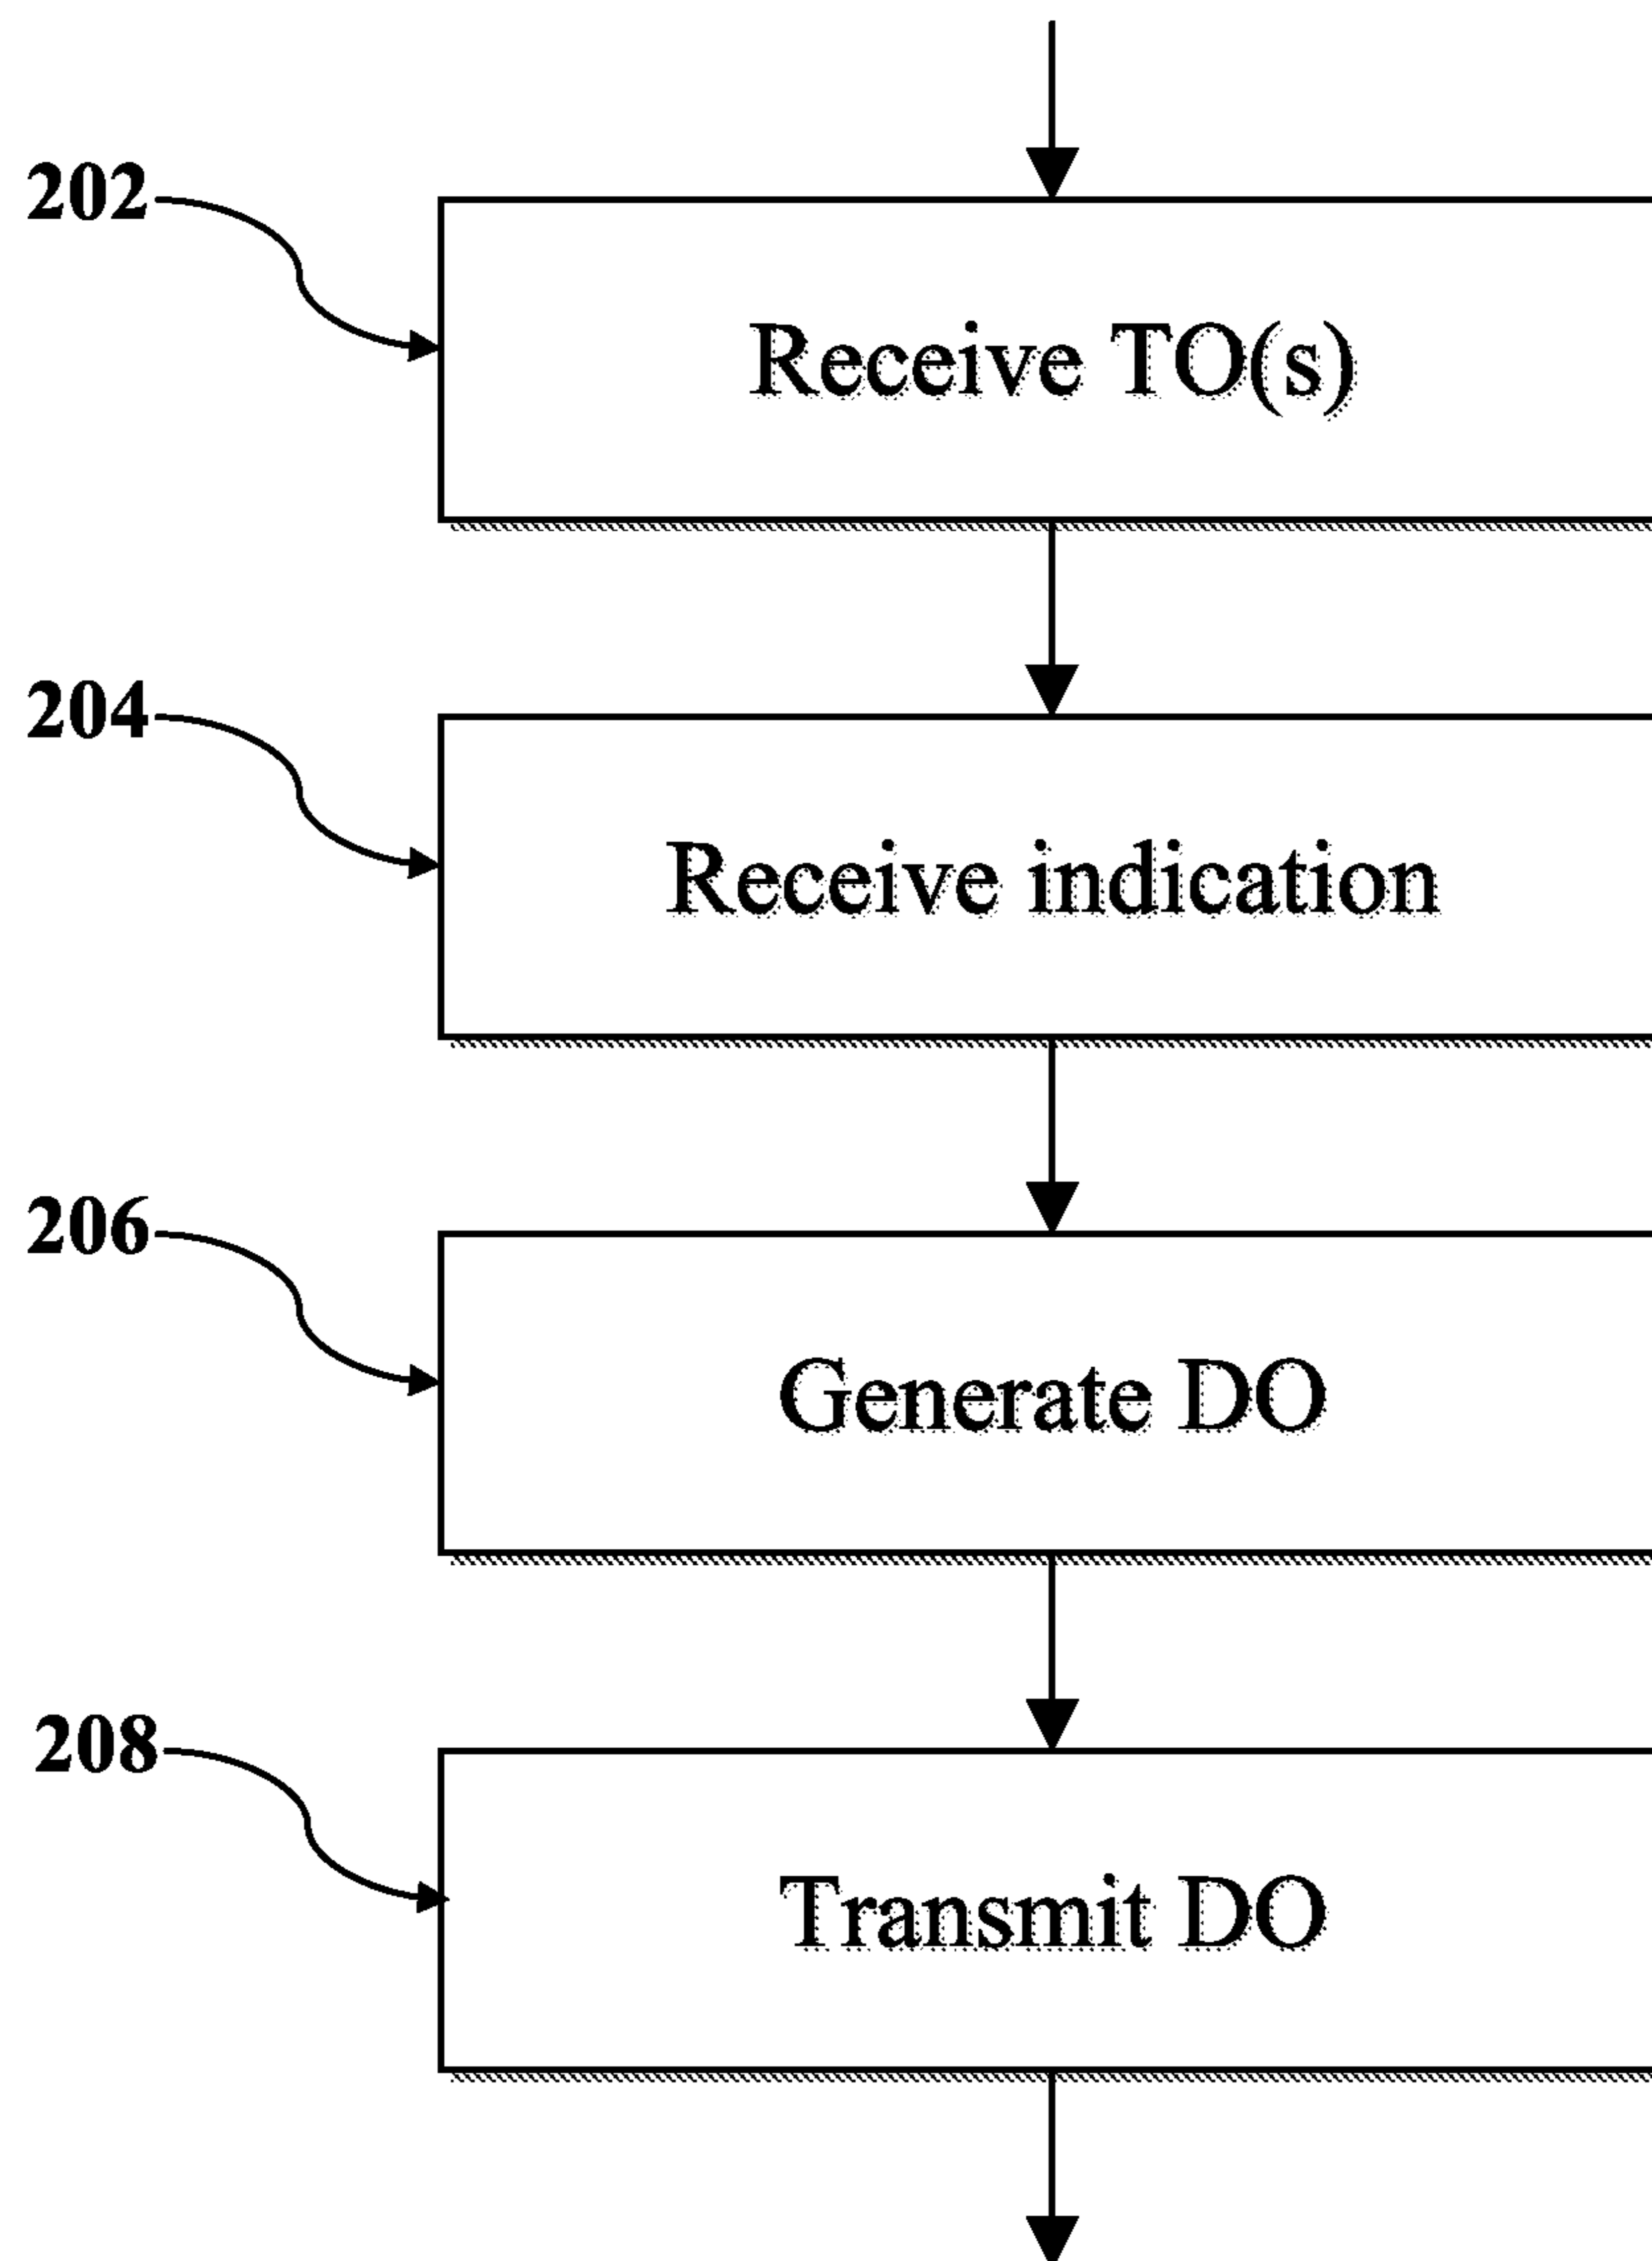 202
Receive TO(s)
204
Receive indication
206
Generate DO
208
Transmit DO